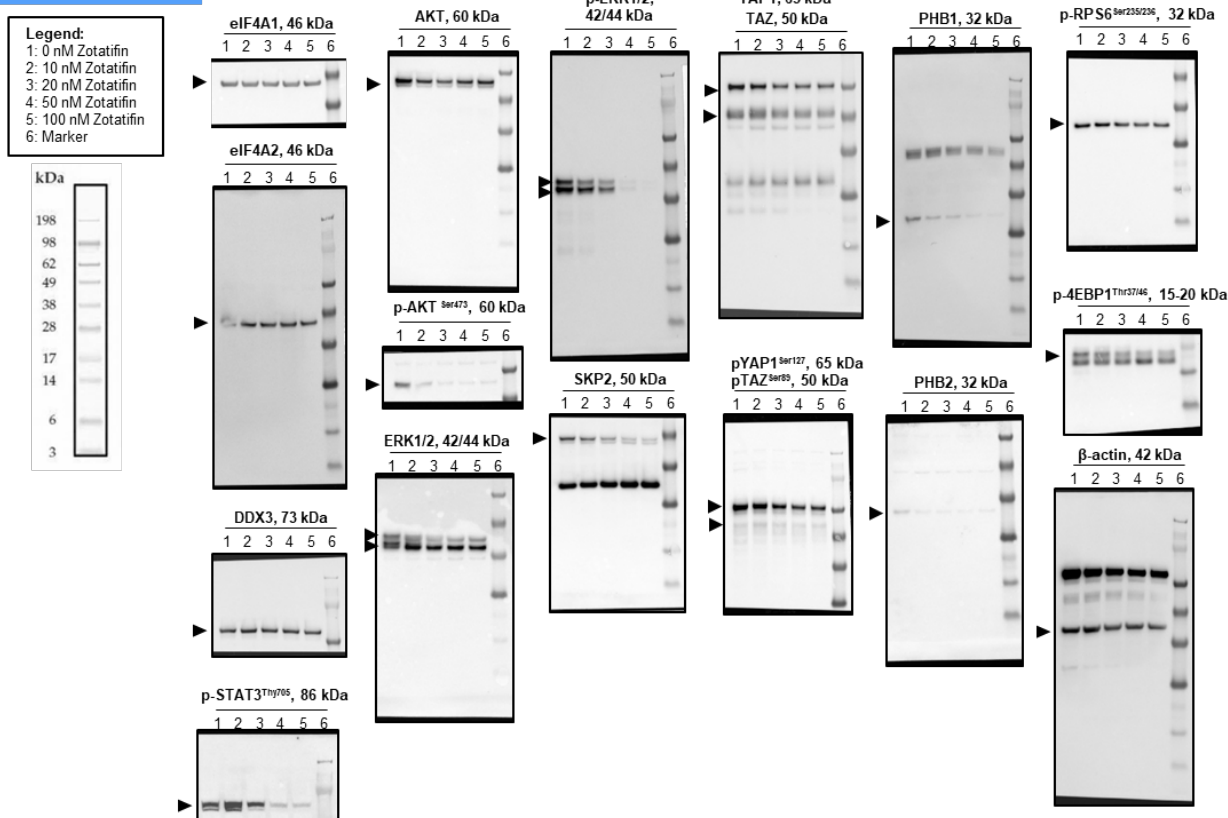 Legend:
1: 0 nM Zotatifin
2: 10 nM Zotatifin
3: 20 nM Zotatifin
4: 50 nM Zotatifin
5: 100 nM Zotatifin
6: Marker
kDa
198
98
62
49
38
28
17
14
6
3
eIF4A1, 46 kDa
1 2 3 4 5 6
eIF4A2, 46 kDa
1 2 3 4 5 6
DDX3, 73 kDa
1 2 3 4 5 6
p-STAT3Thy705, 86 kDa
1 2 3 4 5 6
AKT, 60 kDa
1 2 3 4 5 6
p-AKT Ser473, 60 kDa
1 2 3 4 5 6
ERK1/2, 42/44 kDa
1 2 3 4 5 6
p-ERK1/2,
42/44 kDa
1 2 3 4 5 6
SKP2, 50 kDa
1 2 3 4 5 6
YAP1, 65 kDa
TAZ, 50 kDa
1 2 3 4 5 6
pYAP1Ser127, 65 kDa
pTAZSer89, 50 kDa
1 2 3 4 5 6
PHB1, 32 kDa
1 2 3 4 5 6
PHB2, 32 kDa
1 2 3 4 5 6
p-RPS6Ser235/236, 32 kDa
1 2 3 4 5 6
p-4EBP1Thr37/46, 15-20 kDa
1 2 3 4 5 6
β-actin, 42 kDa
1 2 3 4 5 6